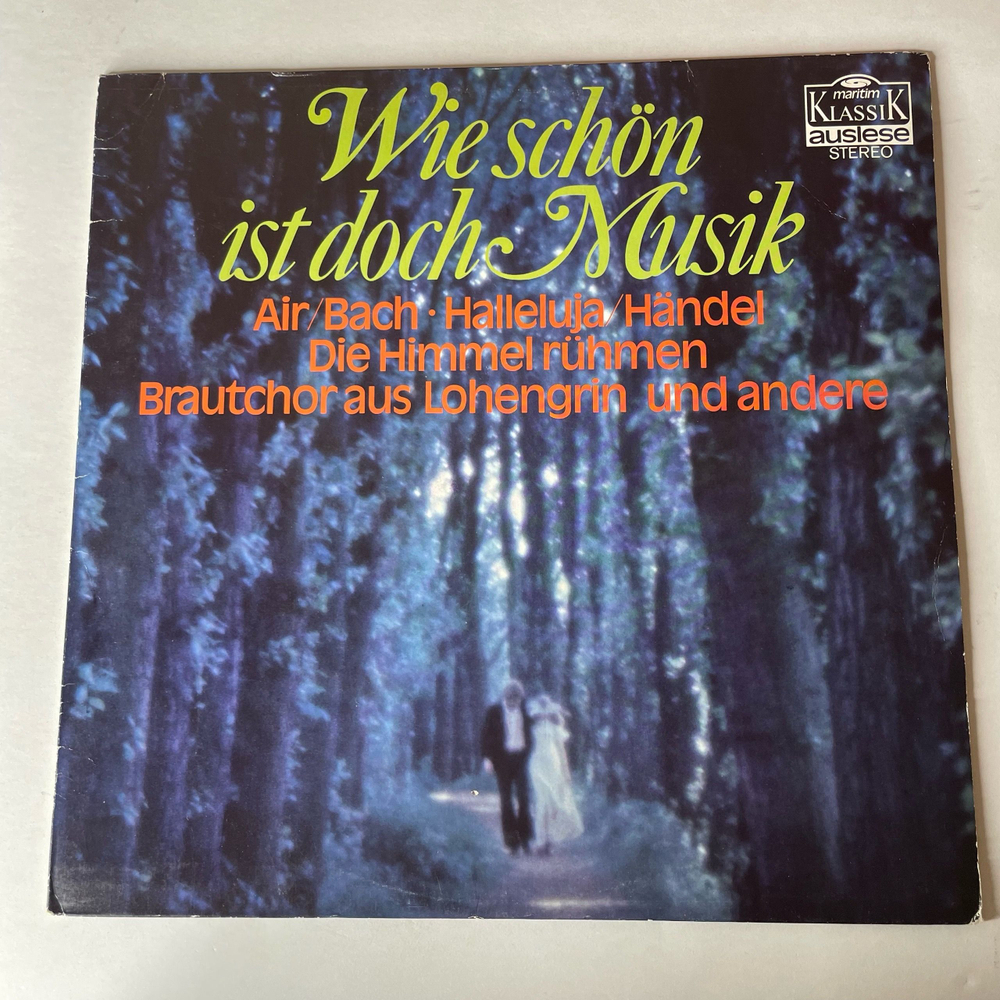 maritim
KLASSIK
auslese
STEREO
Wie schön
ist doch Musik
Air/Bach · Halleluja/Händel
Die Himmel rühmen
Brautchor aus Lohengrin und andere